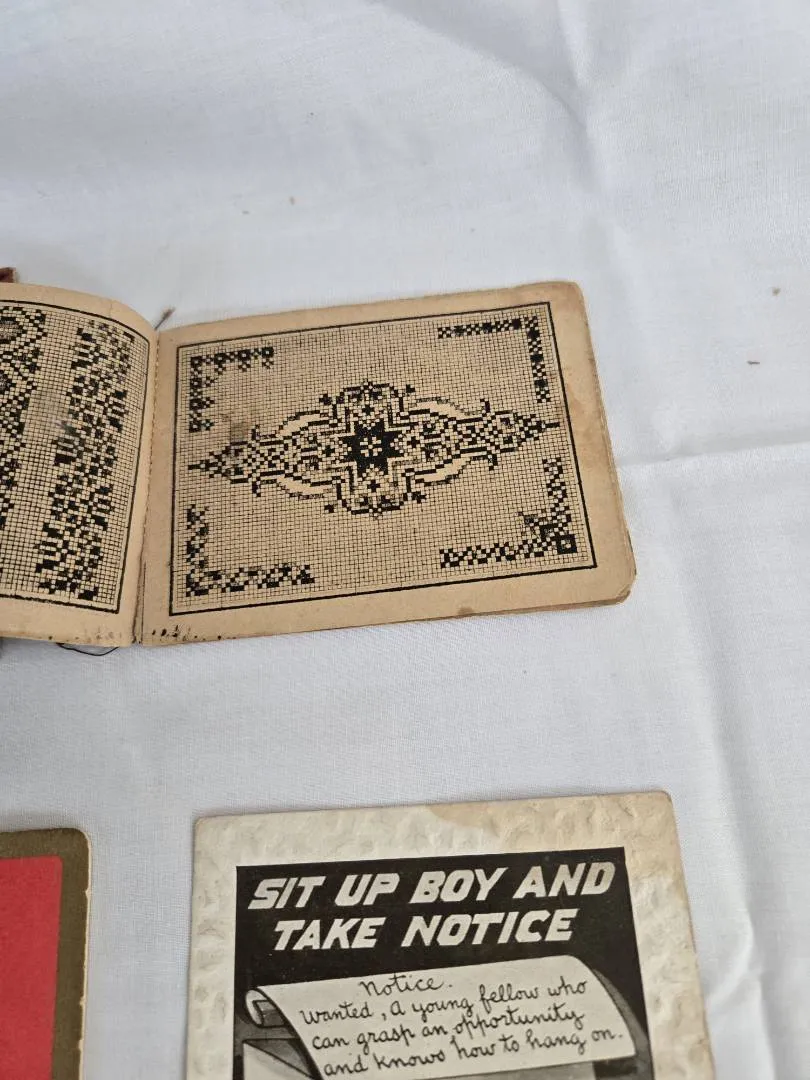 SIT UP BOY AND
TAKE NOTICE
Notice.
Wanted, a young fellow who
can grasp an opportunity
and knows how to hang on.